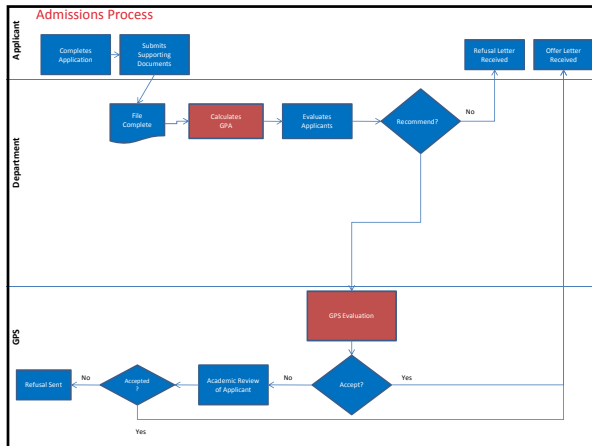 Admissions Process
Applicant
Completes
Application
Submits
Supporting
Documents
Refusal Letter
Received
Offer Letter
Received
Department
File
Complete
Calculates
GPA
Evaluates
Applicants
Recommend?
No
GPS
GPS Evaluation
Accept?
Yes
No
Academic Review
of Applicant
Accepted
?
No
Refusal Sent
Yes